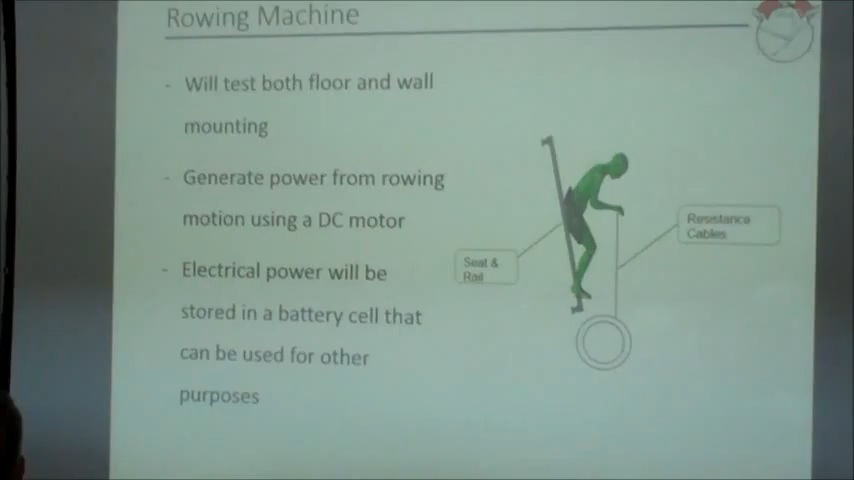 Rowing Machine
- Will test both floor and wall
mounting
- Generate power from rowing
motion using a DC motor
- Electrical power will be
stored in a battery cell that
can be used for other
purposes
Seat &
Rail
Resistance
Cables